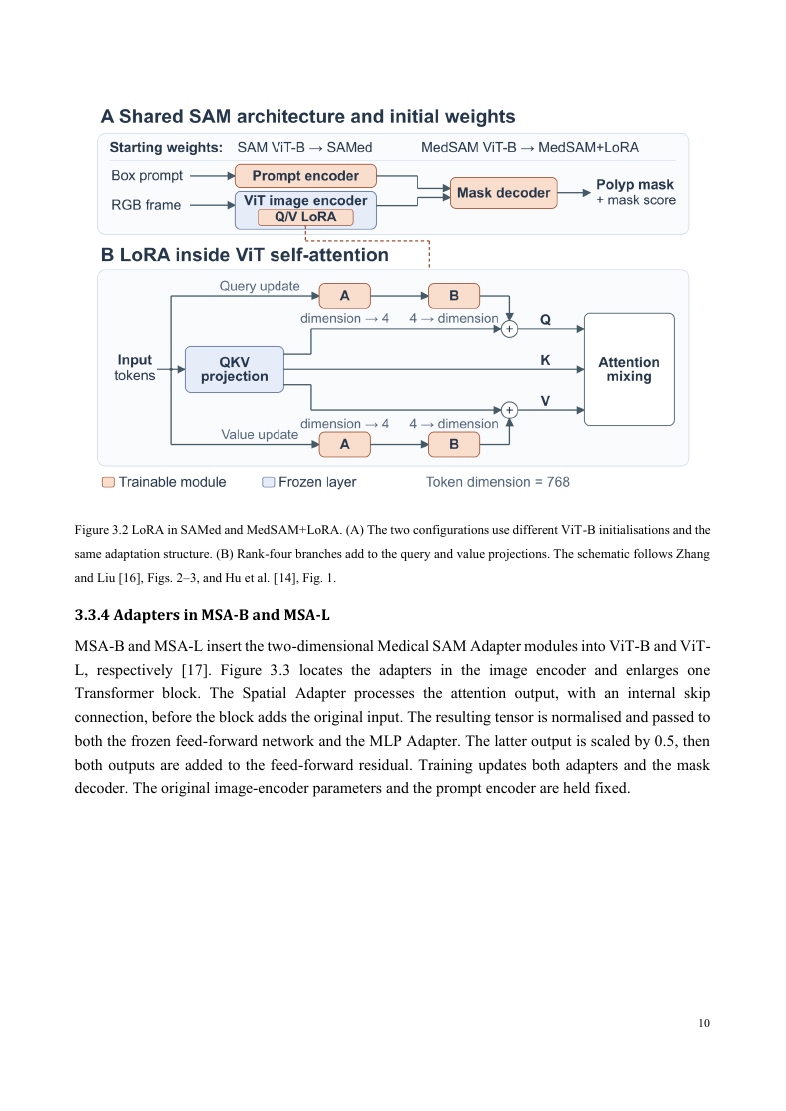 A Shared SAM architecture and initial weights
Starting weights: SAM ViT-B → SAMed MedSAM ViT-B → MedSAM+LoRA
Box prompt
Prompt encoder
RGB frame
ViT image encoder
Q/V LoRA
Mask decoder
Polyp mask
+ mask score
B LoRA inside ViT self-attention
Query update
A
B
dimension → 4
4 → dimension
+
Q
Input
tokens
QKV
projection
K
Attention
mixing
V
+
dimension → 4
4 → dimension
Value update
A
B
Trainable module
Frozen layer
Token dimension = 768
Figure 3.2 LoRA in SAMed and MedSAM+LoRA. (A) The two configurations use different ViT-B initialisations and the
same adaptation structure. (B) Rank-four branches add to the query and value projections. The schematic follows Zhang
and Liu [16], Figs. 2–3, and Hu et al. [14], Fig. 1.
3.3.4 Adapters in MSA-B and MSA-L
MSA-B and MSA-L insert the two-dimensional Medical SAM Adapter modules into ViT-B and ViT-
L, respectively [17]. Figure 3.3 locates the adapters in the image encoder and enlarges one
Transformer block. The Spatial Adapter processes the attention output, with an internal skip
connection, before the block adds the original input. The resulting tensor is normalised and passed to
both the frozen feed-forward network and the MLP Adapter. The latter output is scaled by 0.5, then
both outputs are added to the feed-forward residual. Training updates both adapters and the mask
decoder. The original image-encoder parameters and the prompt encoder are held fixed.
10